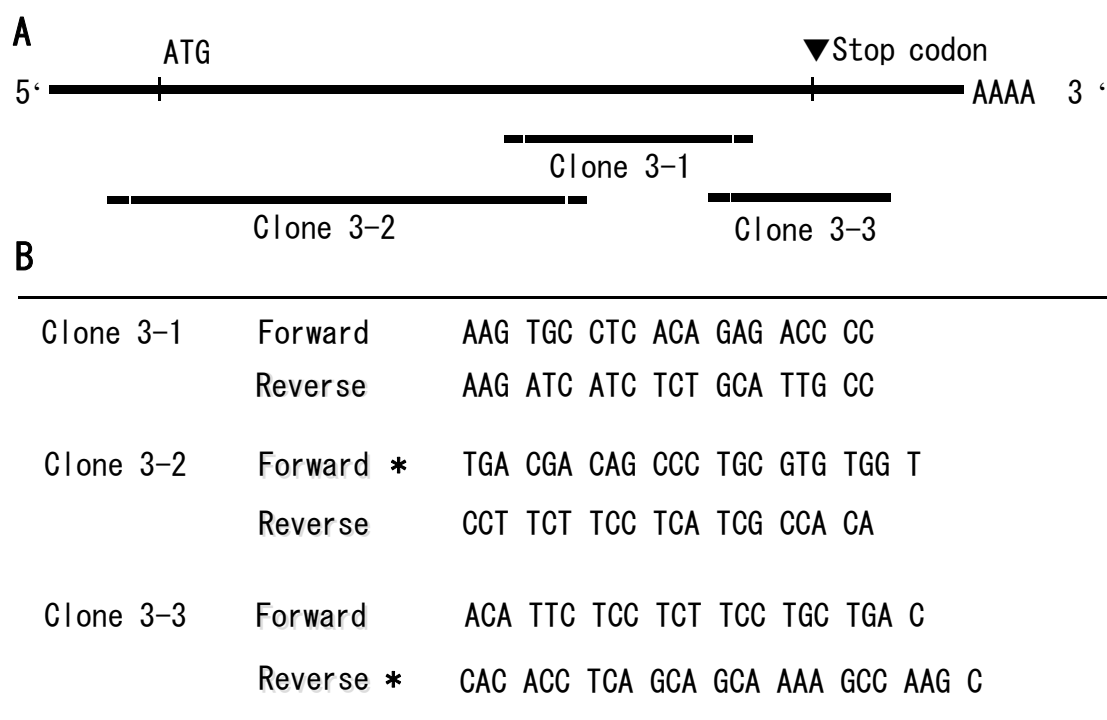 A
ATG
▼Stop codon
5‘
AAAA 3 ‘
Clone 3-1
Clone 3-2
Clone 3-3
B
Clone 3-1 Forward AAG TGC CTC ACA GAG ACC CC
Reverse AAG ATC ATC TCT GCA TTG CC
Clone 3-2 Forward * TGA CGA CAG CCC TGC GTG TGG T
Reverse CCT TCT TCC TCA TCG CCA CA
Clone 3-3 Forward ACA TTC TCC TCT TCC TGC TGA C
Reverse * CAC ACC TCA GCA GCA AAA GCC AAG C